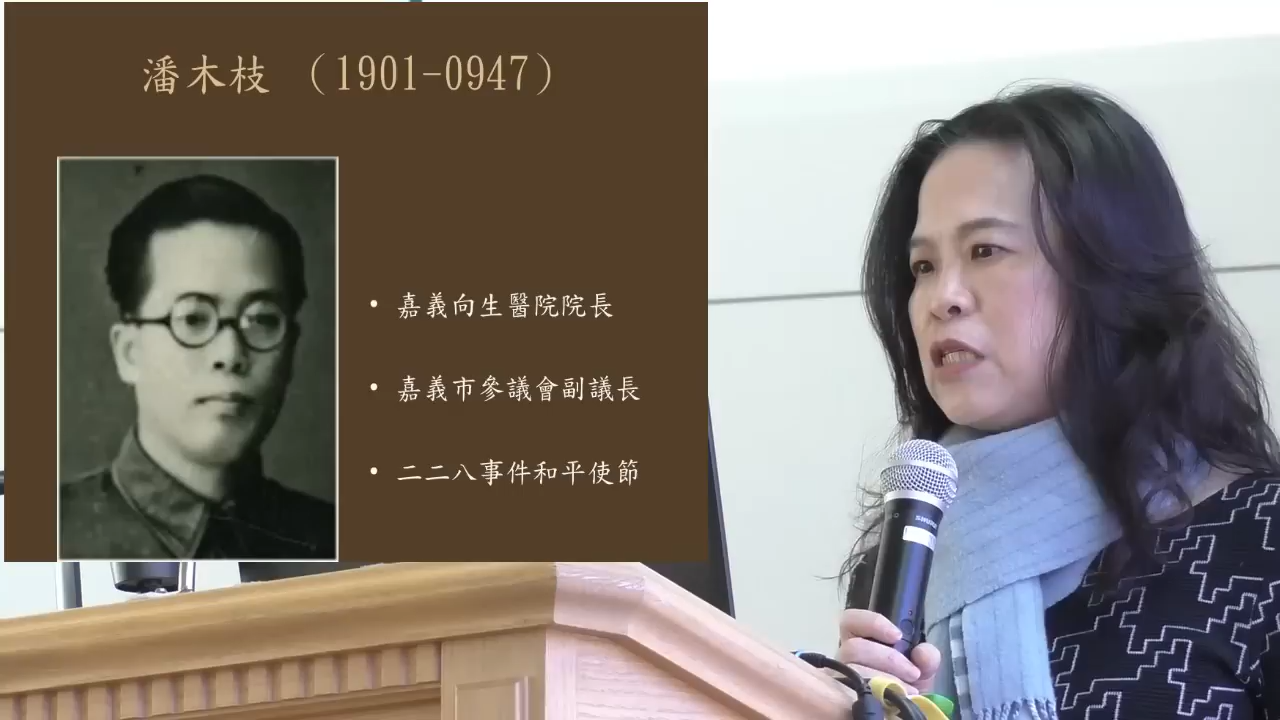 潘木枝 （1901-0947）
• 嘉義向生醫院院長
• 嘉義市參議會副議長
• 二二八事件和平使節
SHURE